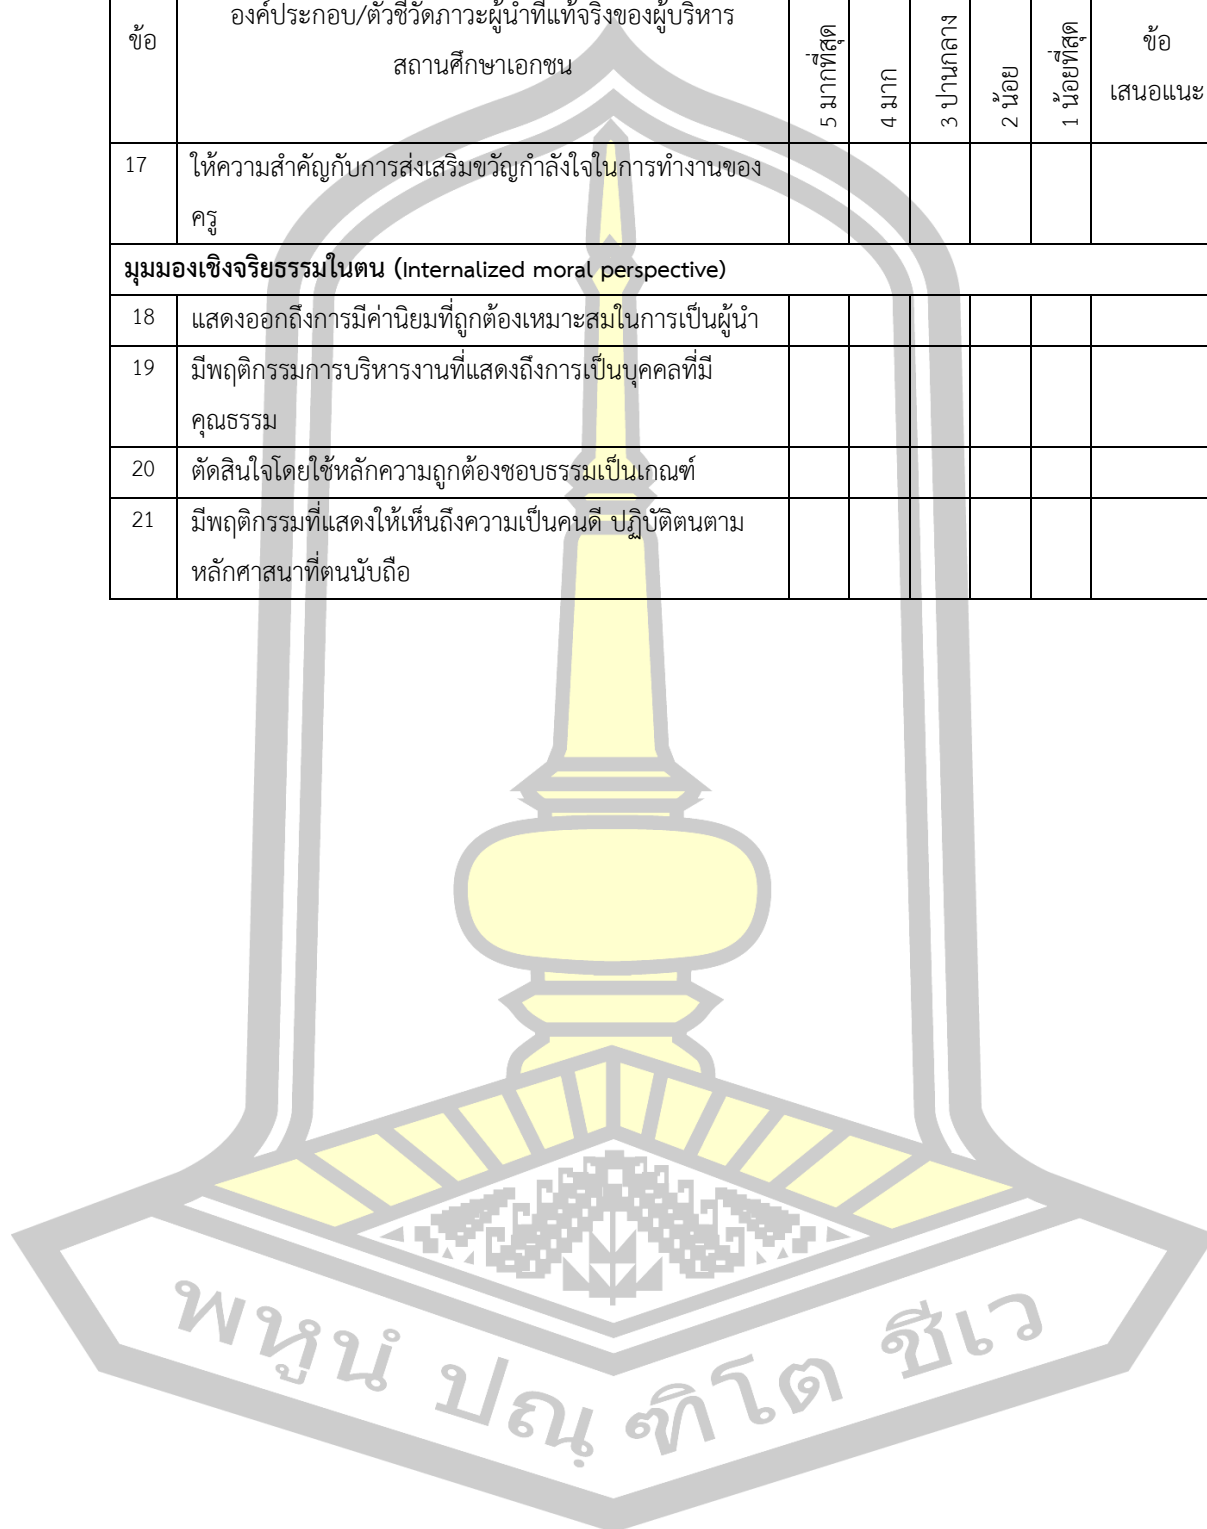 ข้อ
องค์ประกอบ/ตัวชี้วัดภาวะผู้นำที่แท้จริงของผู้บริหาร
สถานศึกษาเอกชน
5 มากที่สุด
4 มาก
3 ปานกลาง
2 น้อย
1 น้อยที่สุด
ข้อ
เสนอแนะ
17 ให้ความสำคัญกับการส่งเสริมขวัญกำลังใจในการทำงานของ
ครู
มุมมองเชิงจริยธรรมในตน (Internalized moral perspective)
18 แสดงออกถึงการมีค่านิยมที่ถูกต้องเหมาะสมในการเป็นผู้นำ
19 มีพฤติกรรมการบริหารงานที่แสดงถึงการเป็นบุคคลที่มี
คุณธรรม
20 ตัดสินใจโดยใช้หลักความถูกต้องชอบธรรมเป็นเกณฑ์
21 มีพฤติกรรมที่แสดงให้เห็นถึงความเป็นคนดี ปฏิบัติตนตาม
หลักศาสนาที่ตนนับถือ
พหูนํ ปณฺฑิโต ชีเว